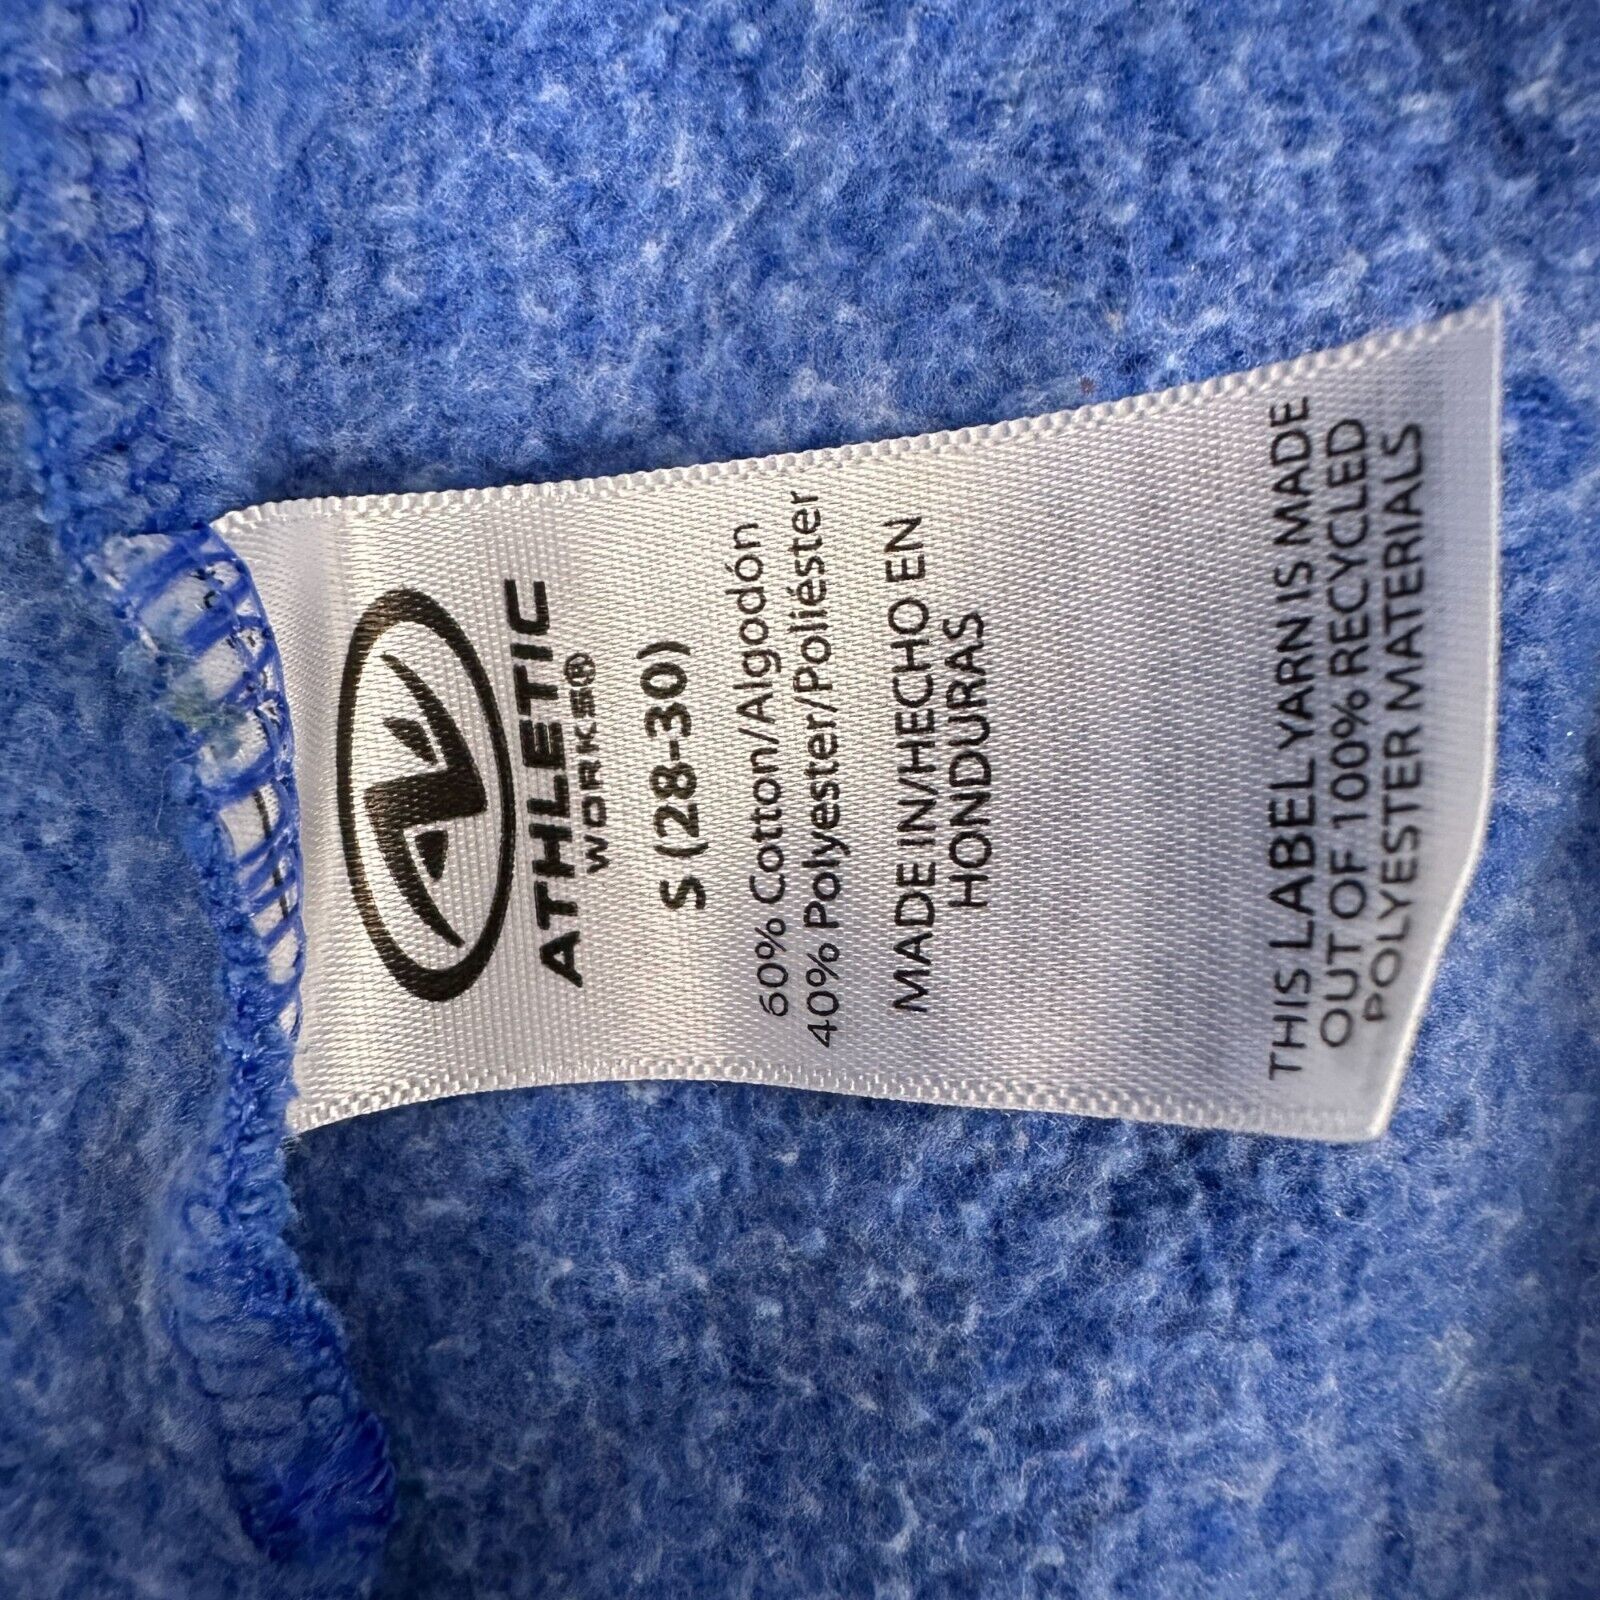 ATHLETIC
WORKS®
S (28-30)
60% Cotton/Algodón
40% Polyester/Poliéster
MADE IN/HECHO EN
HONDURAS
THIS LABEL YARN IS MADE
OUT OF 100% RECYCLED
POLYESTER MATERIALS